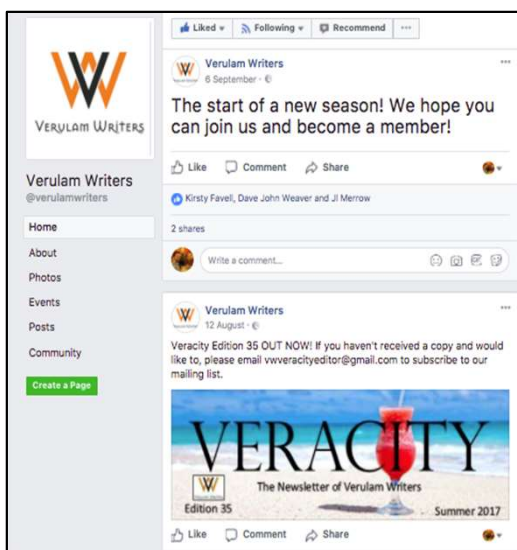 VERULAM WRITERS
Verulam Writers
@verulamwriters
Home
About
Photos
Events
Posts
Community
Create a Page
Liked Following Recommend
Verulam Writers
6 September
The start of a new season! We hope you
can join us and become a member!
Like Comment Share
Kirsty Favell, Dave John Weaver and Jl Merrow
2 shares
Write a comment...
Verulam Writers
12 August
Veracity Edition 35 OUT NOW! If you haven't received a copy and would
like to, please email vwveracityeditor@gmail.com to subscribe to our
mailing list.
VERACITY
The Newsletter of Verulam Writers
Edition 35 Summer 2017
Like Comment Share